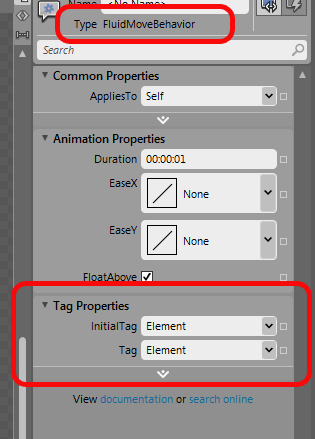 Name <No Name>
Type FluidMoveBehavior
Search
Common Properties
AppliesTo Self
Animation Properties
Duration 00:00:01
EaseX None
EaseY None
FloatAbove
Tag Properties
InitialTag Element
Tag Element
View documentation or search online